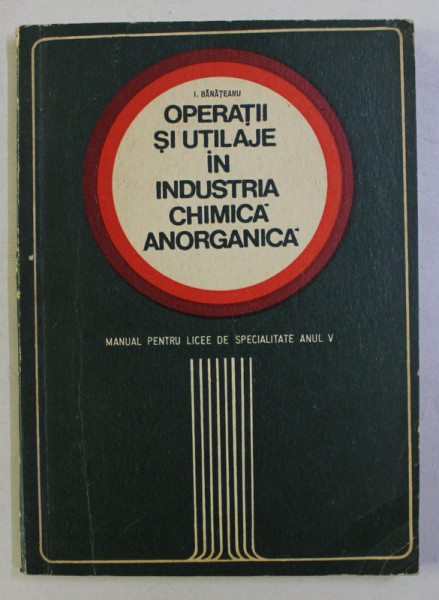 I. BĂNĂȚEANU
OPERAȚII
ȘI UTILAJE
ÎN
INDUSTRIA
CHIMICĂ
ANORGANICĂ
MANUAL PENTRU LICEE DE SPECIALITATE ANUL V